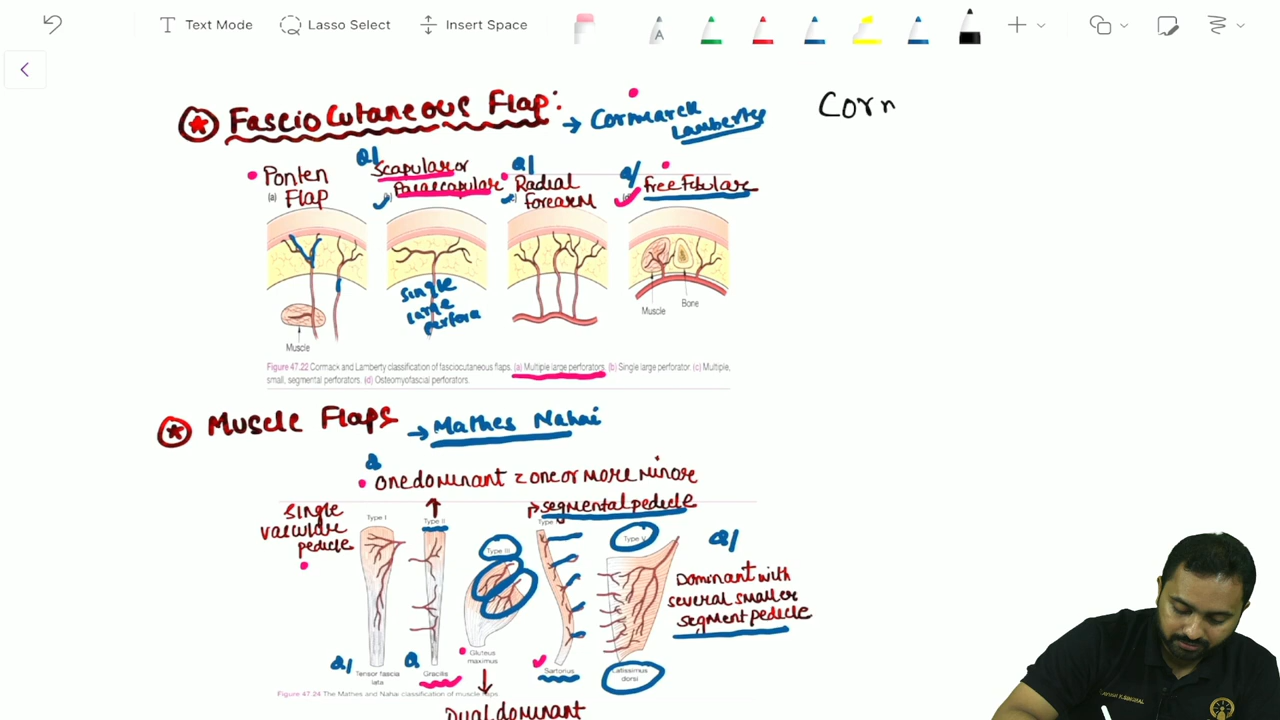 Text Mode Lasso Select Insert Space
A
Fascio Cutaneous Flap:
→ Cormack
Lamberty
Corn
Ponten
Flap
(a)
Q/
Scapular or
Parascapular
Q/
Radial
forearm
Q/
Free Fibular
Single
large
perfora
Muscle
Muscle
Bone
Figure 47.22 Cormack and Lamberty classification of fasciocutaneous flaps. (a) Multiple large perforators. (b) Single large perforator. (c) Multiple,
small, segmental perforators. (d) Osteomyofascial perforators.
Muscle Flaps → Mathes Nahai
Q
one dominant z one or more minor
segmental pedicle
Single
vascular
pedicle
Type I
Type II
Type III
Type
Type V
Q/
Dominant with
several smaller
segment pedicle
Q/
Tensor fascia
lata
Q
Gracilis
Gluteus
maximus
Sartorius
Latissimus
dorsi
Figure 47.24 The Mathes and Nahai classification of muscle flaps.
Dual dominant